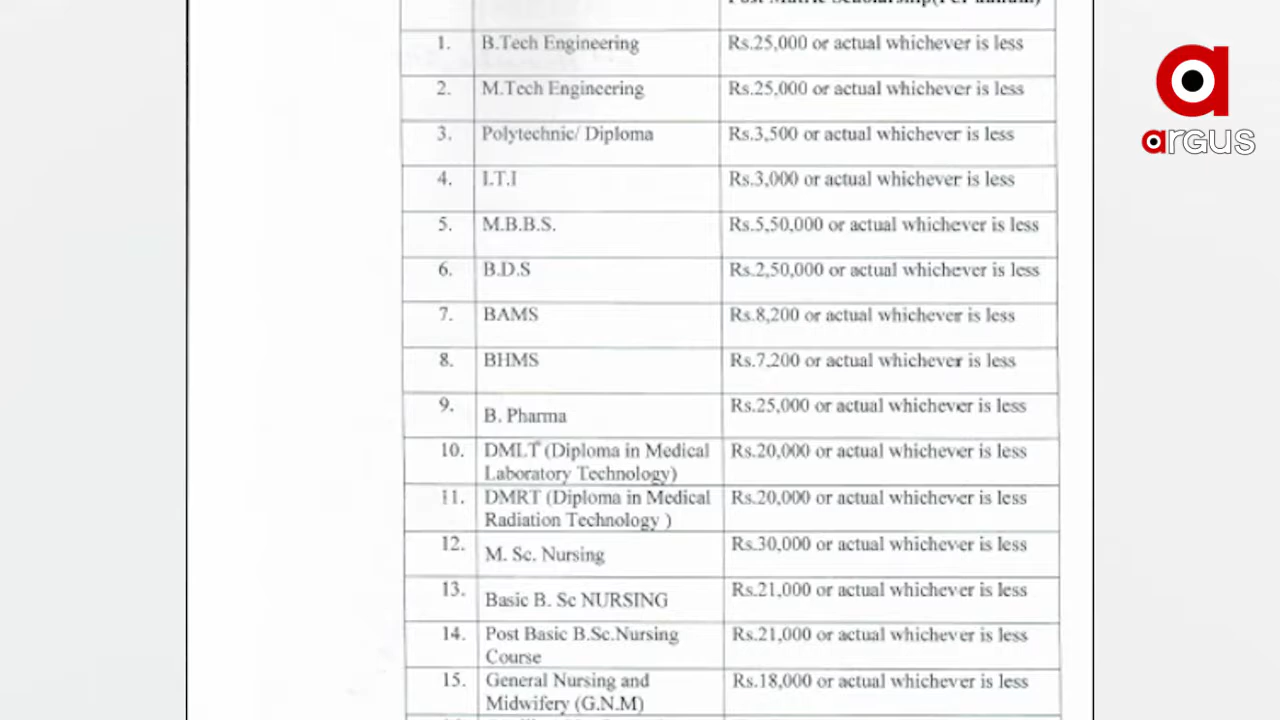 Post Matric Scholarship(Per annum)
1. B.Tech Engineering Rs.25,000 or actual whichever is less
2. M.Tech Engineering Rs.25,000 or actual whichever is less
3. Polytechnic/ Diploma Rs.3,500 or actual whichever is less
4. I.T.I Rs.3,000 or actual whichever is less
5. M.B.B.S. Rs.5,50,000 or actual whichever is less
6. B.D.S Rs.2,50,000 or actual whichever is less
7. BAMS Rs.8,200 or actual whichever is less
8. BHMS Rs.7,200 or actual whichever is less
9. B. Pharma Rs.25,000 or actual whichever is less
10. DMLT (Diploma in Medical Rs.20,000 or actual whichever is less
Laboratory Technology)
11. DMRT (Diploma in Medical Rs.20,000 or actual whichever is less
Radiation Technology )
12. M. Sc. Nursing Rs.30,000 or actual whichever is less
13. Basic B. Sc NURSING Rs.21,000 or actual whichever is less
14. Post Basic B.Sc.Nursing Rs.21,000 or actual whichever is less
Course
15. General Nursing and Rs.18,000 or actual whichever is less
Midwifery (G.N.M)
a
argus